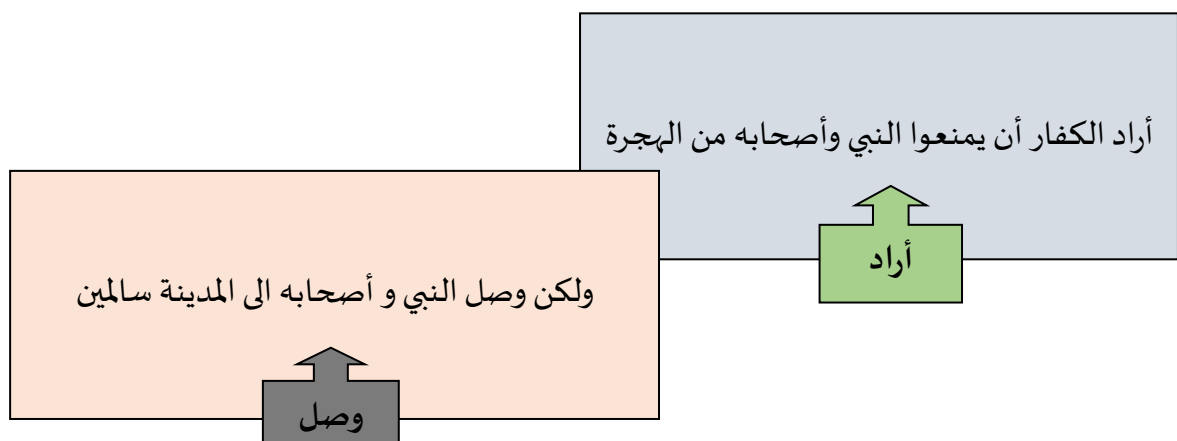 أراد الكفار أن يمنعوا النبي وأصحابه من الهجرة
أراد
ولكن وصل النبي و أصحابه الى المدينة سالمين
وصل